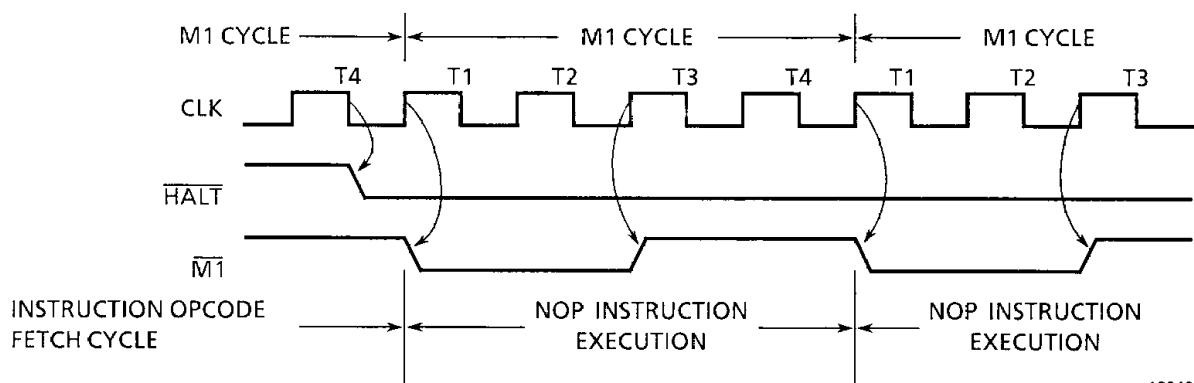 M1 CYCLE M1 CYCLE M1 CYCLE
T4 T1 T2 T3 T4 T1 T2 T3
CLK
HALT
M1
INSTRUCTION OPCODE
FETCH CYCLE
NOP INSTRUCTION
EXECUTION
NOP INSTRUCTION
EXECUTION